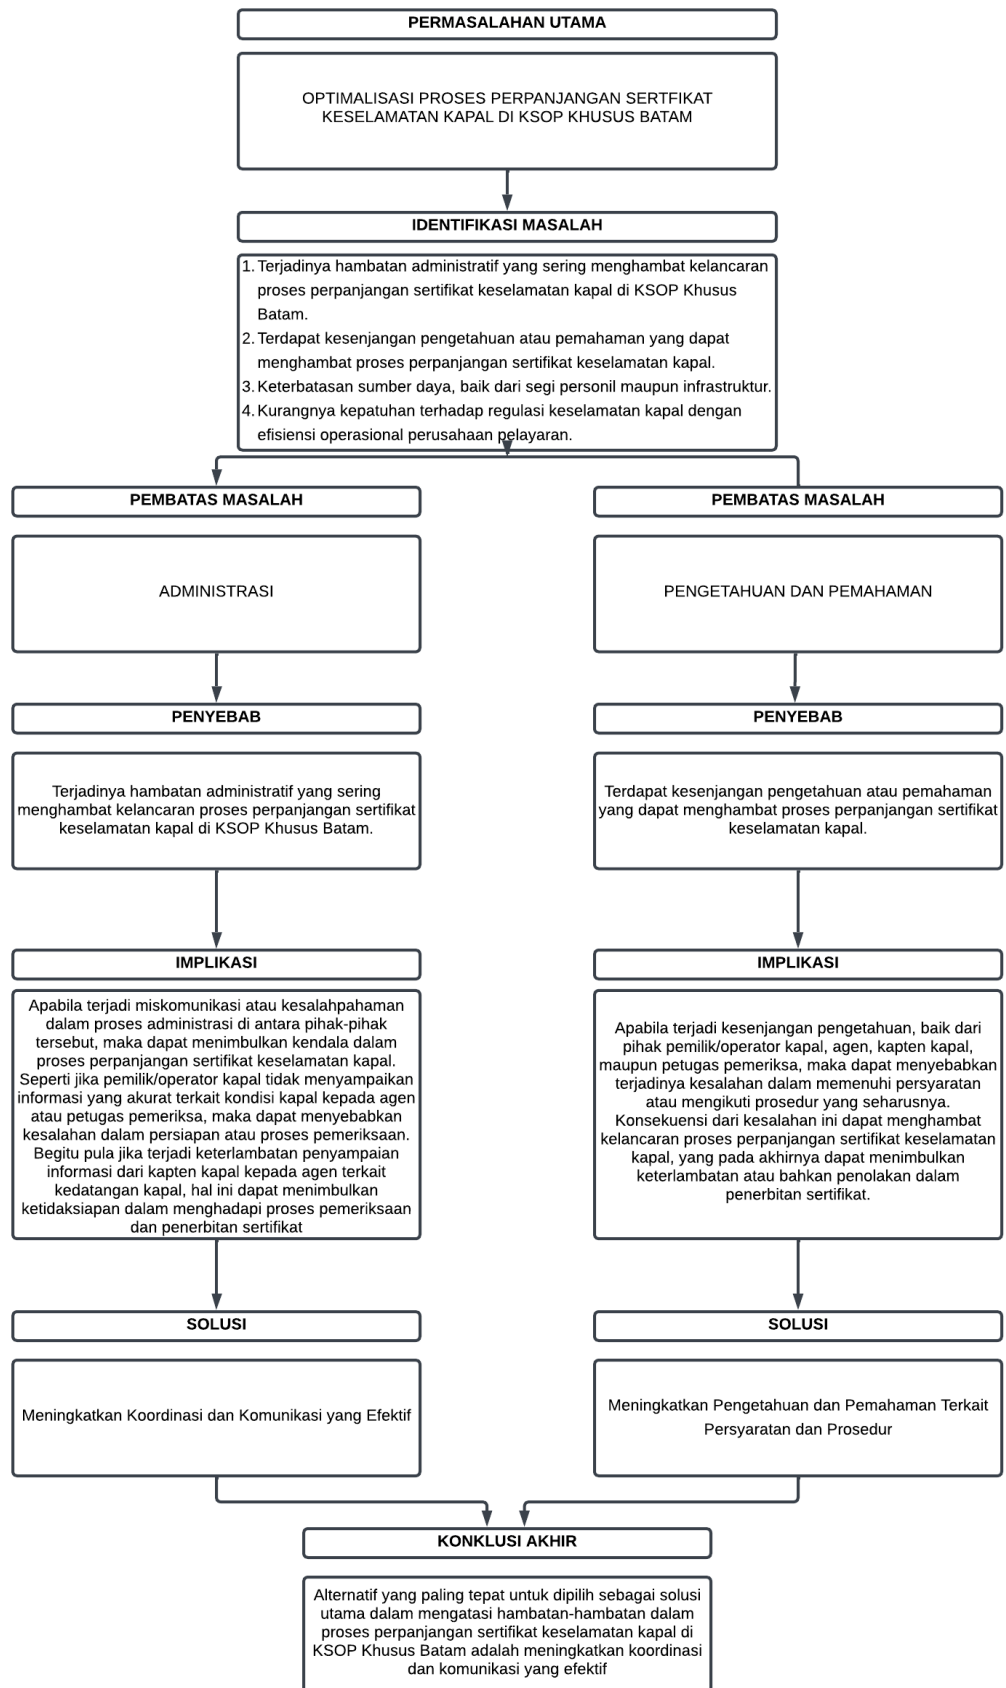 PERMASALAHAN UTAMA
OPTIMALISASI PROSES PERPANJANGAN SERTFIKAT
KESELAMATAN KAPAL DI KSOP KHUSUS BATAM
IDENTIFIKASI MASALAH
1. Terjadinya hambatan administratif yang sering menghambat kelancaran
proses perpanjangan sertifikat keselamatan kapal di KSOP Khusus
Batam.
2. Terdapat kesenjangan pengetahuan atau pemahaman yang dapat
menghambat proses perpanjangan sertifikat keselamatan kapal.
3. Keterbatasan sumber daya, baik dari segi personil maupun infrastruktur.
4. Kurangnya kepatuhan terhadap regulasi keselamatan kapal dengan
efisiensi operasional perusahaan pelayaran.
PEMBATAS MASALAH
ADMINISTRASI
PENYEBAB
Terjadinya hambatan administratif yang sering
menghambat kelancaran proses perpanjangan sertifikat
keselamatan kapal di KSOP Khusus Batam.
IMPLIKASI
Apabila terjadi miskomunikasi atau kesalahpahaman
dalam proses administrasi di antara pihak-pihak
tersebut, maka dapat menimbulkan kendala dalam
proses perpanjangan sertifikat keselamatan kapal.
Seperti jika pemilik/operator kapal tidak menyampaikan
informasi yang akurat terkait kondisi kapal kepada agen
atau petugas pemeriksa, maka dapat menyebabkan
kesalahan dalam persiapan atau proses pemeriksaan.
Begitu pula jika terjadi keterlambatan penyampaian
informasi dari kapten kapal kepada agen terkait
kedatangan kapal, hal ini dapat menimbulkan
ketidaksiapan dalam menghadapi proses pemeriksaan
dan penerbitan sertifikat
SOLUSI
Meningkatkan Koordinasi dan Komunikasi yang Efektif
PEMBATAS MASALAH
PENGETAHUAN DAN PEMAHAMAN
PENYEBAB
Terdapat kesenjangan pengetahuan atau pemahaman
yang dapat menghambat proses perpanjangan sertifikat
keselamatan kapal.
IMPLIKASI
Apabila terjadi kesenjangan pengetahuan, baik dari
pihak pemilik/operator kapal, agen, kapten kapal,
maupun petugas pemeriksa, maka dapat menyebabkan
terjadinya kesalahan dalam memenuhi persyaratan
atau mengikuti prosedur yang seharusnya.
Konsekuensi dari kesalahan ini dapat menghambat
kelancaran proses perpanjangan sertifikat keselamatan
kapal, yang pada akhirnya dapat menimbulkan
keterlambatan atau bahkan penolakan dalam
penerbitan sertifikat.
SOLUSI
Meningkatkan Pengetahuan dan Pemahaman Terkait
Persyaratan dan Prosedur
KONKLUSI AKHIR
Alternatif yang paling tepat untuk dipilih sebagai solusi
utama dalam mengatasi hambatan-hambatan dalam
proses perpanjangan sertifikat keselamatan kapal di
KSOP Khusus Batam adalah meningkatkan koordinasi
dan komunikasi yang efektif